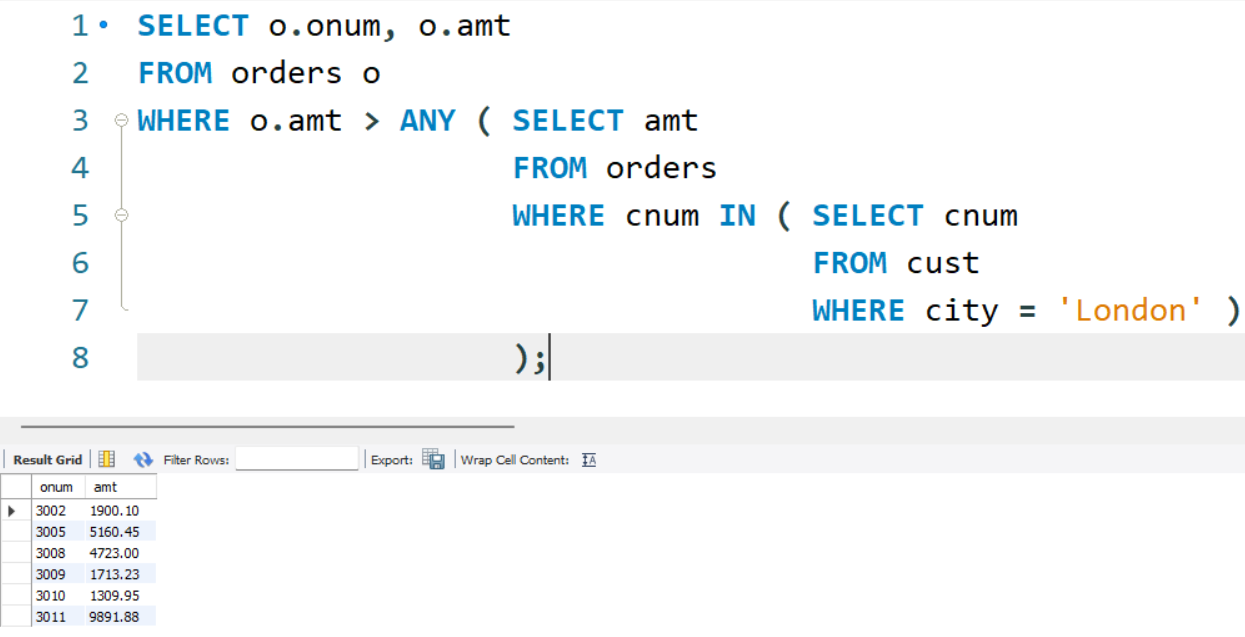 1 SELECT o.onum, o.amt
2 FROM orders o
3 WHERE o.amt > ANY ( SELECT amt
4 FROM orders
5 WHERE cnum IN ( SELECT cnum
6 FROM cust
7 WHERE city = 'London' )
8 );
Result Grid Filter Rows: Export: Wrap Cell Content:
onum amt
3002 1900.10
3005 5160.45
3008 4723.00
3009 1713.23
3010 1309.95
3011 9891.88